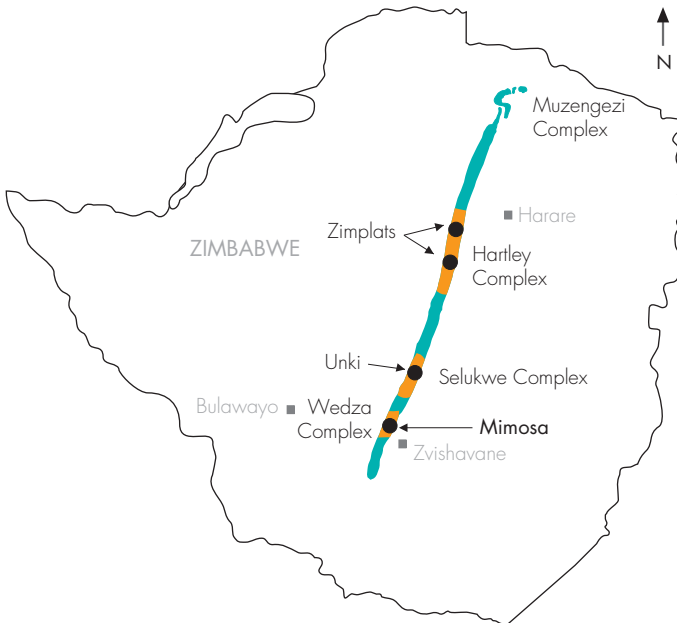 N
Muzengezi
Complex
Harare
Zimplats
ZIMBABWE
Hartley
Complex
Unki
Selukwe Complex
Bulawayo
Wedza
Complex
Mimosa
Zvishavane